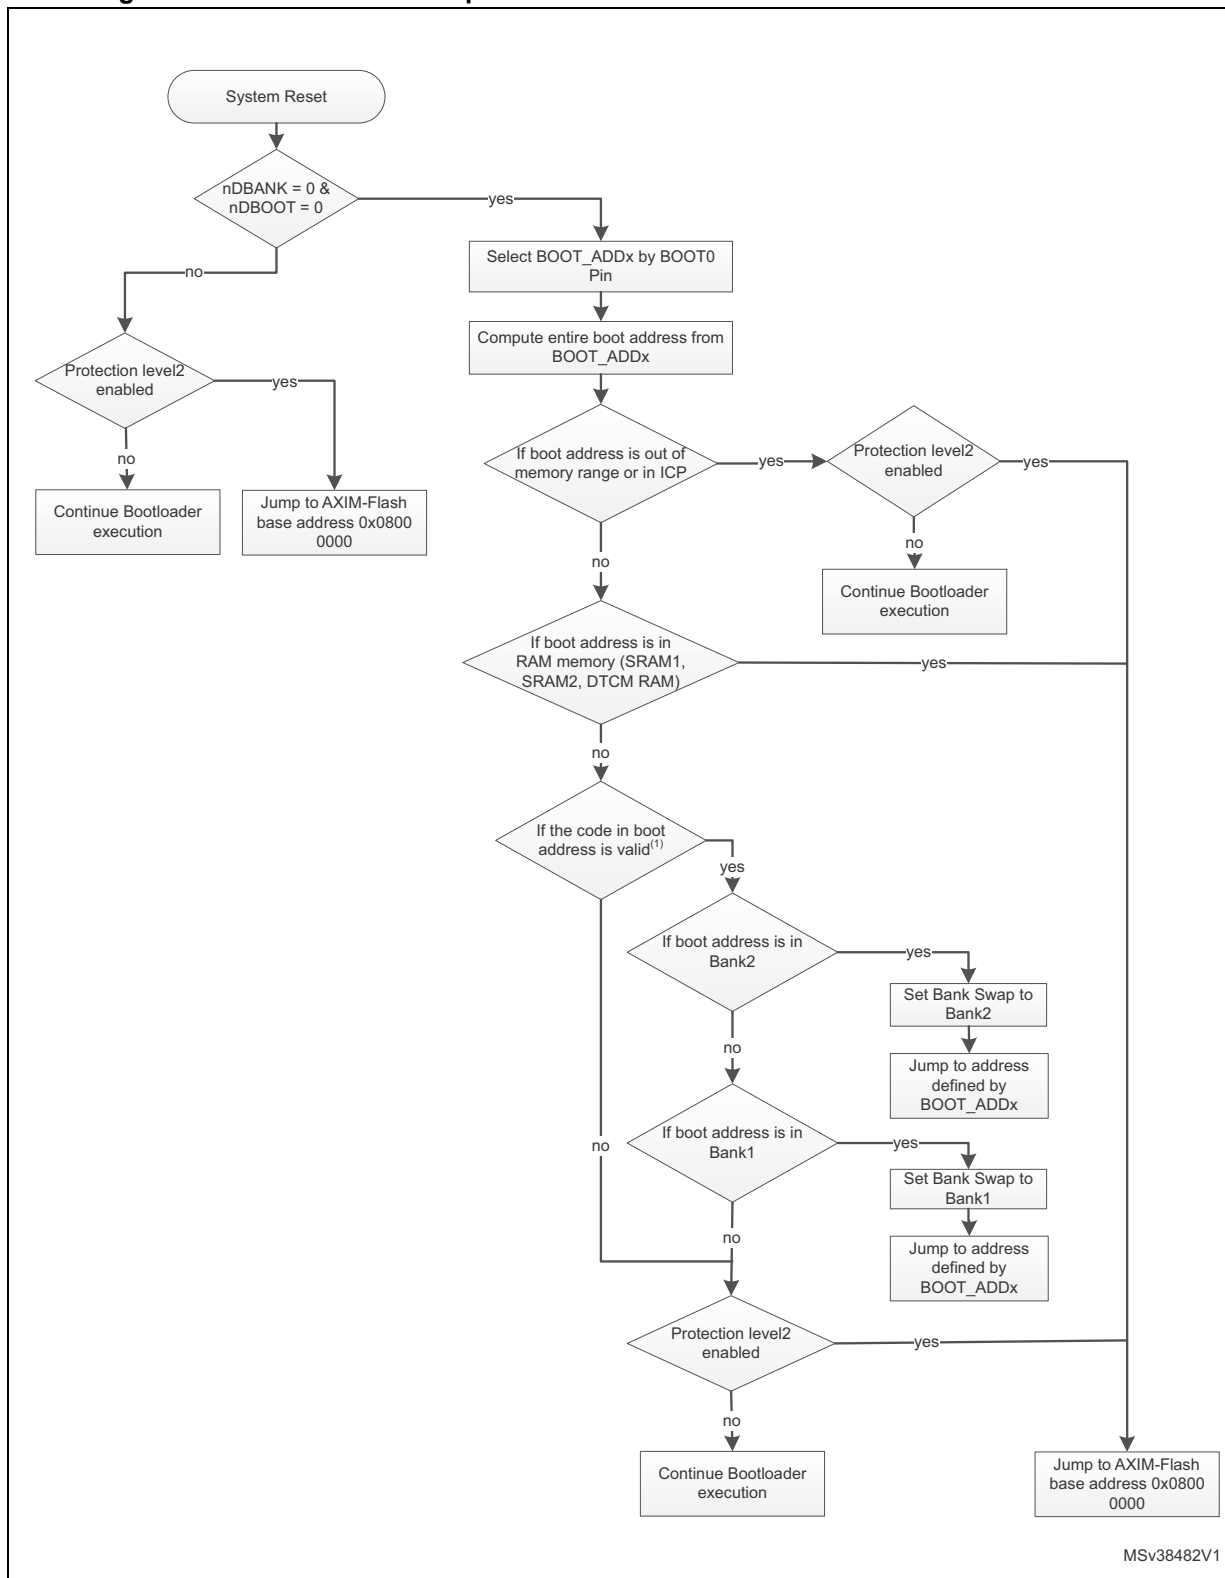 System Reset
nDBANK = 0 &
nDBOOT = 0
yes
no
Select BOOT_ADDx by BOOT0
Pin
Compute entire boot address from
BOOT_ADDx
Protection level2
enabled
yes
no
Continue Bootloader
execution
Jump to AXIM-Flash
base address 0x0800
0000
If boot address is out of
memory range or in ICP
yes
Protection level2
enabled
yes
no
Continue Bootloader
execution
no
If boot address is in
RAM memory (SRAM1,
SRAM2, DTCM RAM)
yes
no
If the code in boot
address is valid(1)
yes
If boot address is in
Bank2
yes
Set Bank Swap to
Bank2
Jump to address
defined by
BOOT_ADDx
no
If boot address is in
Bank1
yes
Set Bank Swap to
Bank1
Jump to address
defined by
BOOT_ADDx
no
no
Protection level2
enabled
yes
no
Continue Bootloader
execution
Jump to AXIM-Flash
base address 0x0800
0000
MSv38482V1